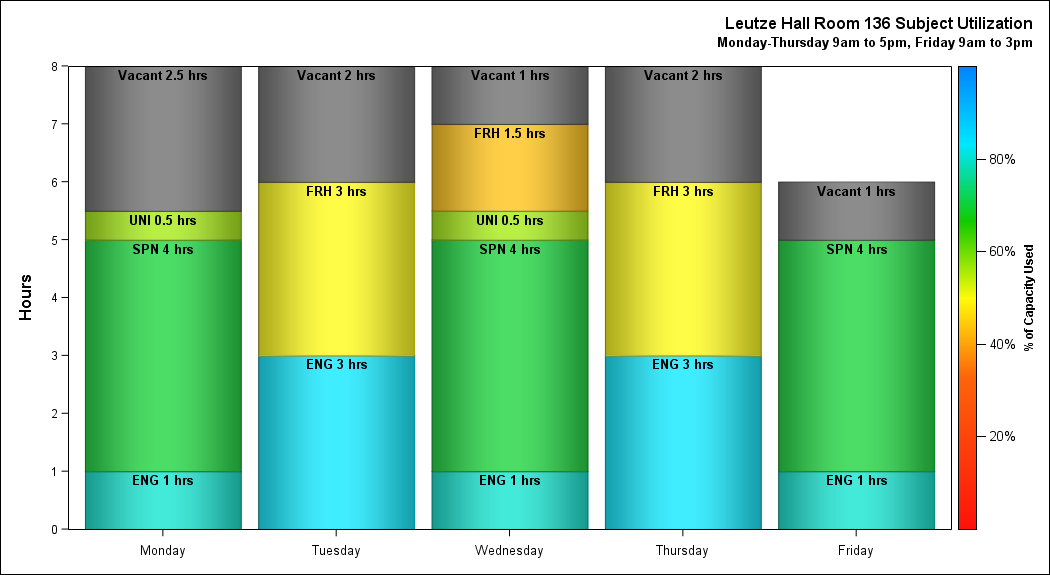 Leutze Hall Room 136 Subject Utilization
Monday-Thursday 9am to 5pm, Friday 9am to 3pm
8
Vacant 2.5 hrs
Vacant 2 hrs
Vacant 1 hrs
Vacant 2 hrs
7
FRH 1.5 hrs
80%
6
FRH 3 hrs
FRH 3 hrs
Vacant 1 hrs
UNI 0.5 hrs
UNI 0.5 hrs
5
SPN 4 hrs
SPN 4 hrs
SPN 4 hrs
60%
4
Hours
% of Capacity Used
40%
3
ENG 3 hrs
ENG 3 hrs
2
20%
1
ENG 1 hrs
ENG 1 hrs
ENG 1 hrs
0
Monday
Tuesday
Wednesday
Thursday
Friday